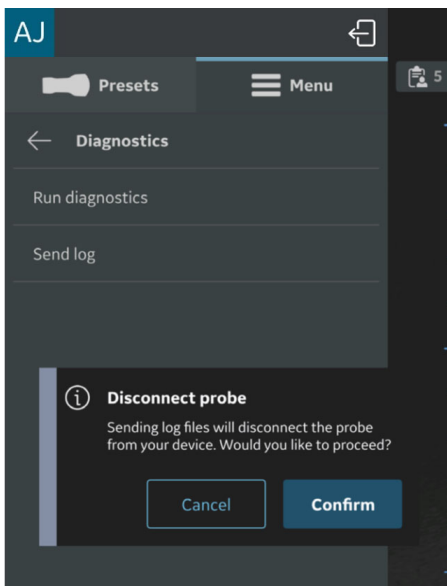 AJ
Presets
Menu
5
Diagnostics
Run diagnostics
Send log
Disconnect probe
Sending log files will disconnect the probe
from your device. Would you like to proceed?
Cancel
Confirm